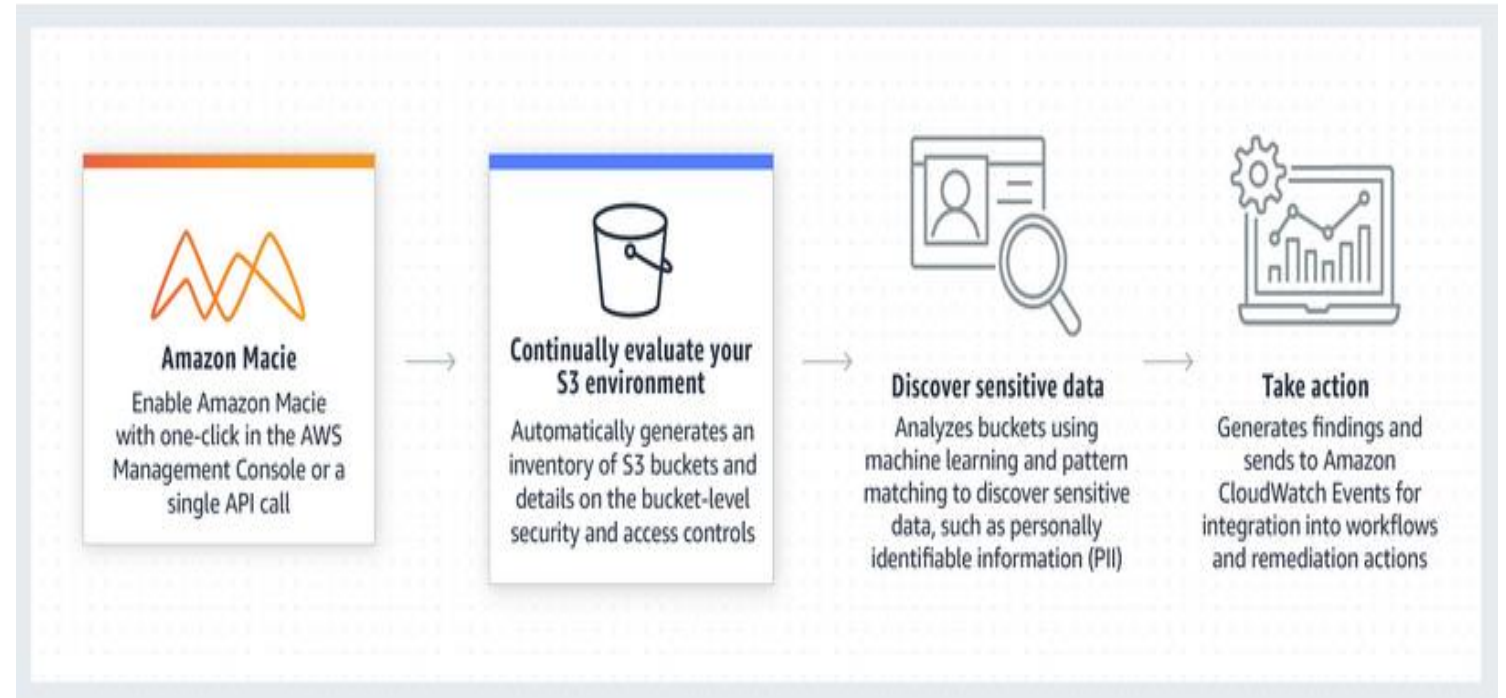 Amazon Macie
Enable Amazon Macie
with one-click in the AWS
Management Console or a
single API call
Continually evaluate your
S3 environment
Automatically generates an
inventory of S3 buckets and
details on the bucket-level
security and access controls
Discover sensitive data
Analyzes buckets using
machine learning and pattern
matching to discover sensitive
data, such as personally
identifiable information (PII)
Take action
Generates findings and
sends to Amazon
CloudWatch Events for
integration into workflows
and remediation actions